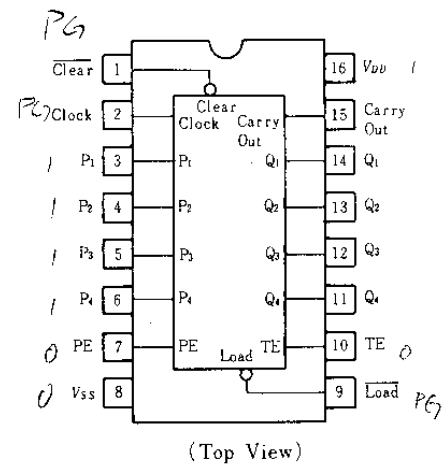 PG
Clear 1 16 VDD 1
PG Clock 2 Clear Clock Carry Out 15 Carry Out
1 P1 3 P1 Q1 14 Q1
1 P2 4 P2 Q2 13 Q2
1 P3 5 P3 Q3 12 Q3
1 P4 6 P4 Q4 11 Q4
0 PE 7 PE Load TE 10 TE 0
0 VSS 8 9 Load PG
(Top View)